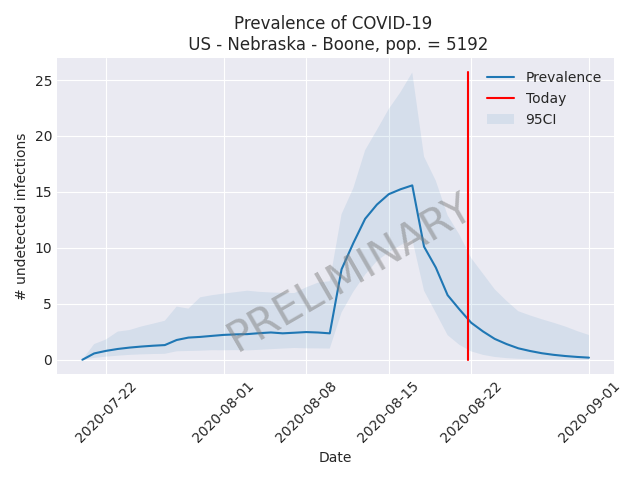 Prevalence of COVID-19
US - Nebraska - Boone, pop. = 5192
Prevalence
Today
95CI
PRELIMINARY
# undetected infections
25
20
15
10
5
0
2020-07-22
2020-08-01
2020-08-08
2020-08-15
2020-08-22
2020-09-01
Date